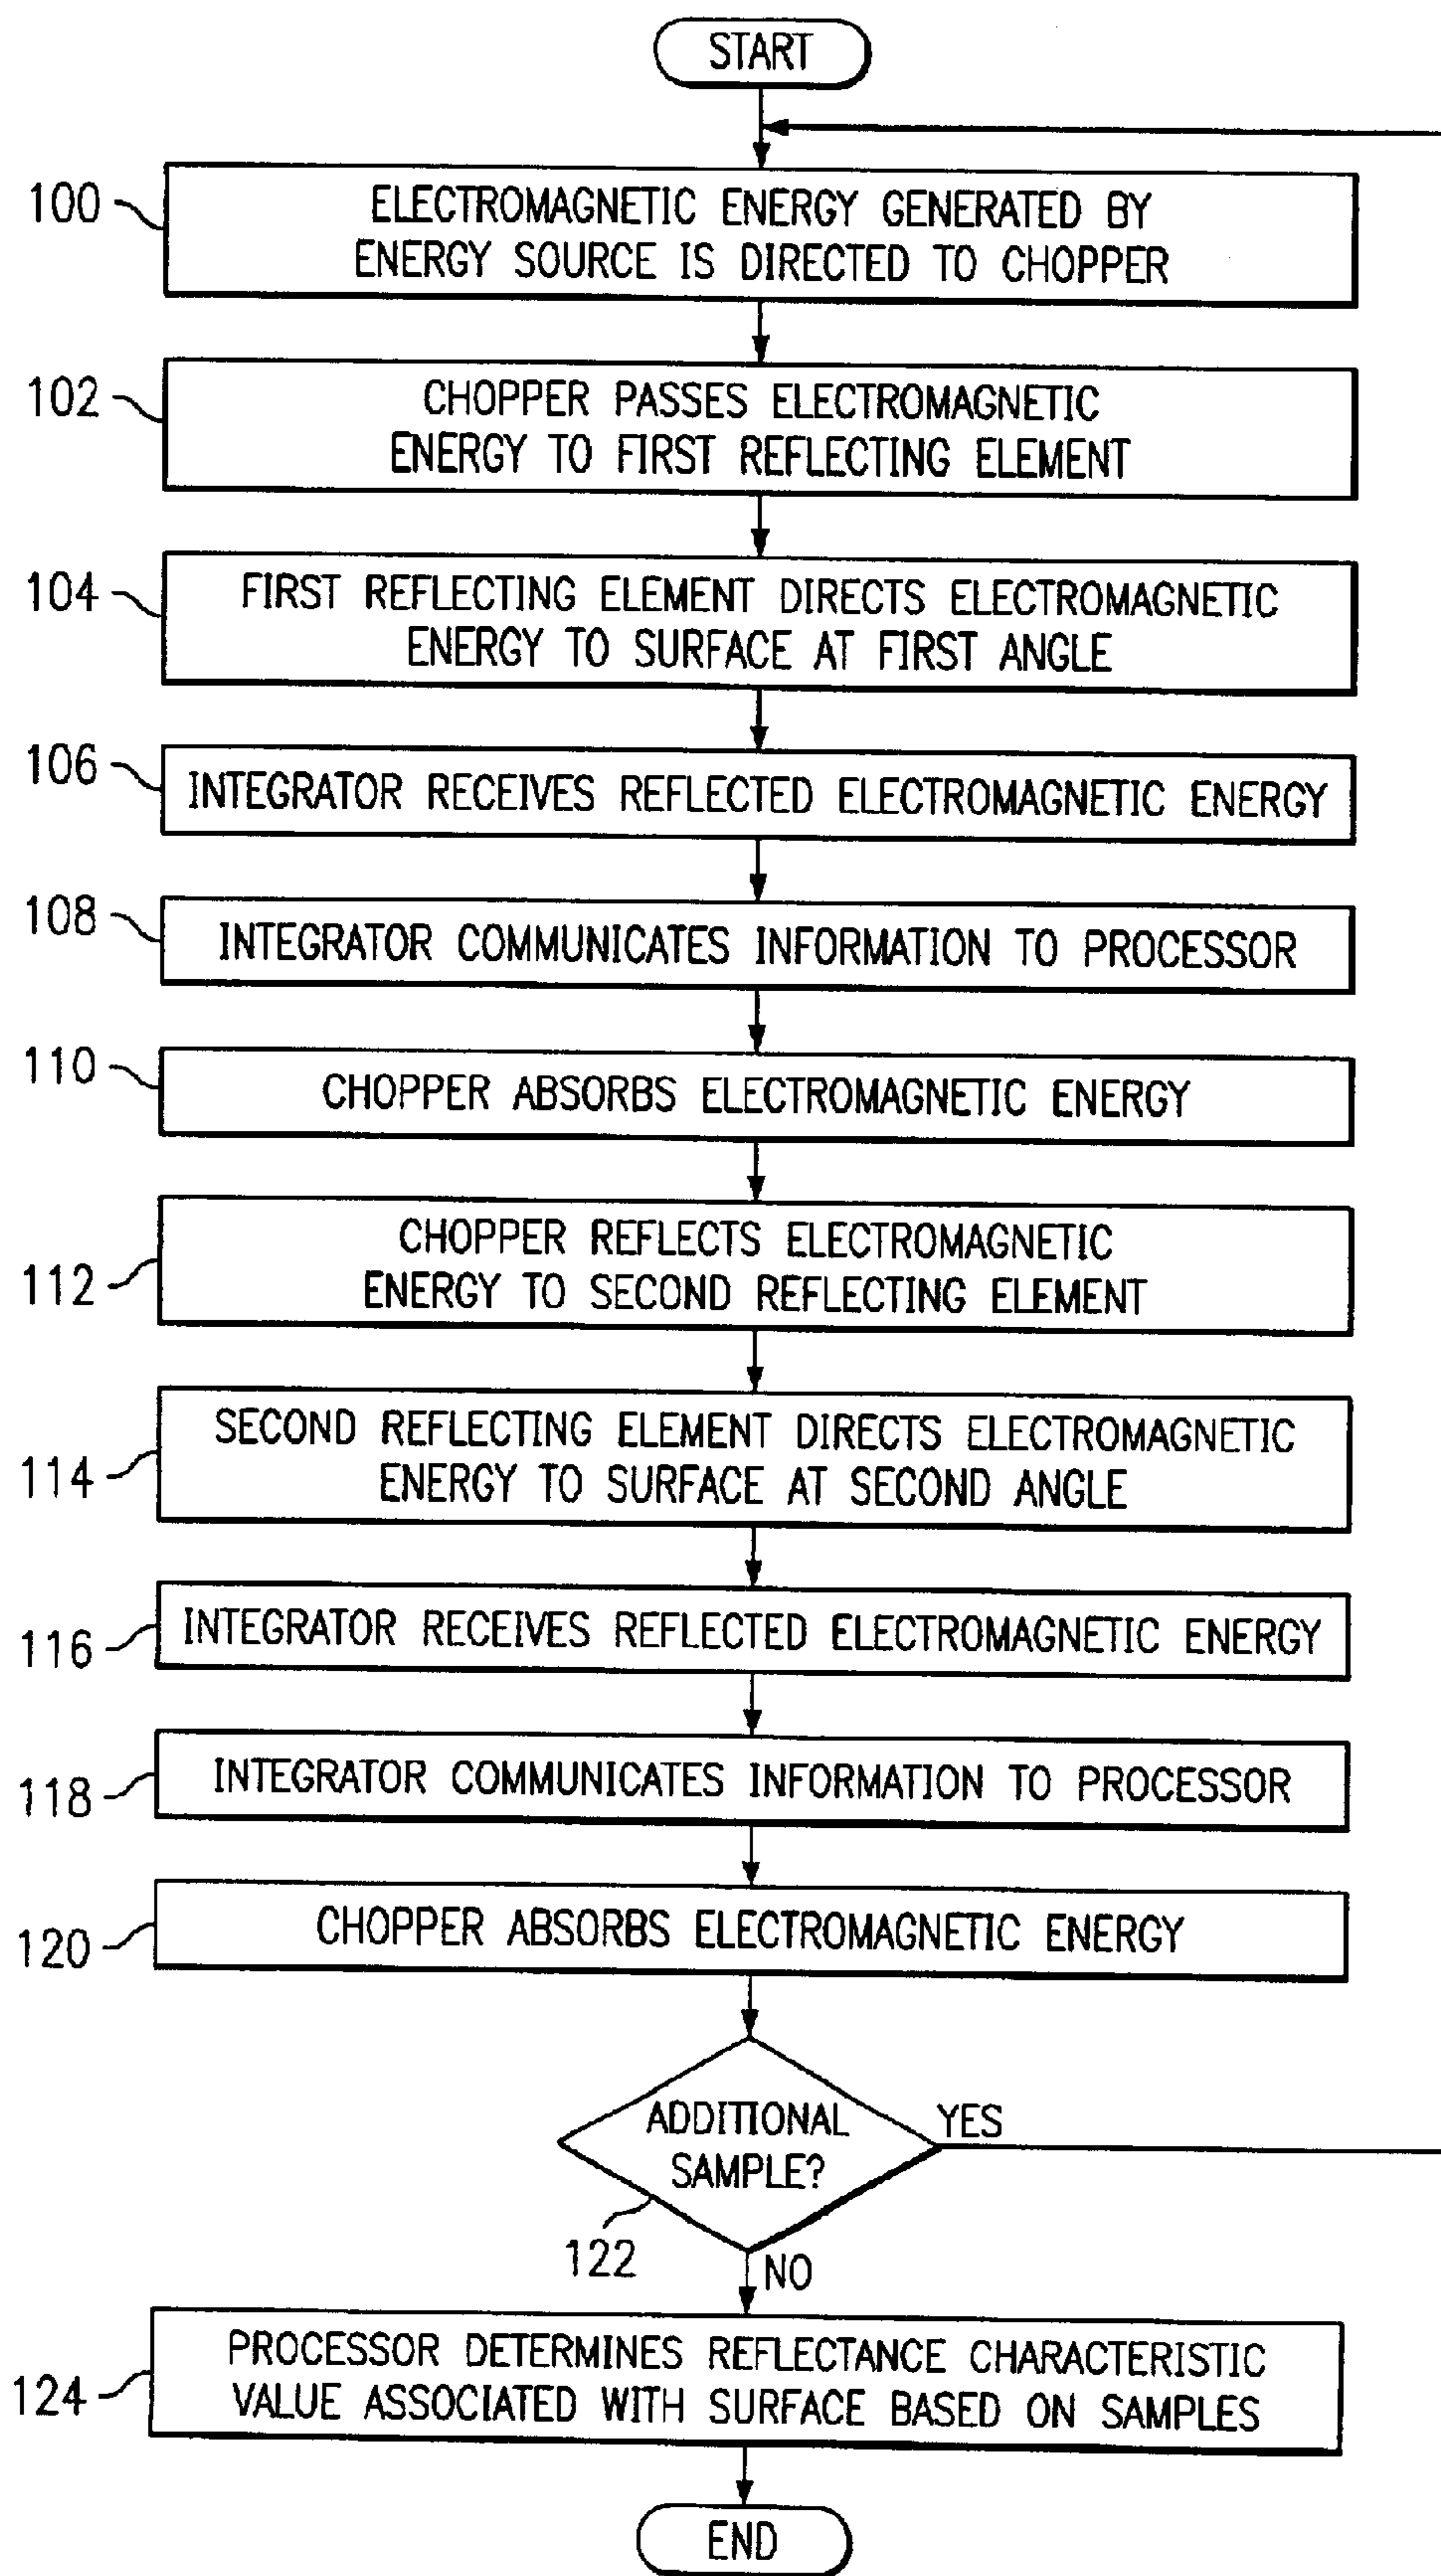 START
100
ELECTROMAGNETIC ENERGY GENERATED BY
ENERGY SOURCE IS DIRECTED TO CHOPPER
102
CHOPPER PASSES ELECTROMAGNETIC
ENERGY TO FIRST REFLECTING ELEMENT
104
FIRST REFLECTING ELEMENT DIRECTS ELECTROMAGNETIC
ENERGY TO SURFACE AT FIRST ANGLE
106
INTEGRATOR RECEIVES REFLECTED ELECTROMAGNETIC ENERGY
108
INTEGRATOR COMMUNICATES INFORMATION TO PROCESSOR
110
CHOPPER ABSORBS ELECTROMAGNETIC ENERGY
CHOPPER REFLECTS ELECTROMAGNETIC
ENERGY TO SECOND REFLECTING ELEMENT
112
SECOND REFLECTING ELEMENT DIRECTS ELECTROMAGNETIC
ENERGY TO SURFACE AT SECOND ANGLE
114
INTEGRATOR RECEIVES REFLECTED ELECTROMAGNETIC ENERGY
116
INTEGRATOR COMMUNICATES INFORMATION TO PROCESSOR
118
CHOPPER ABSORBS ELECTROMAGNETIC ENERGY
120
ADDITIONAL
SAMPLE?
YES
122
NO
PROCESSOR DETERMINES REFLECTANCE CHARACTERISTIC
VALUE ASSOCIATED WITH SURFACE BASED ON SAMPLES
124
END